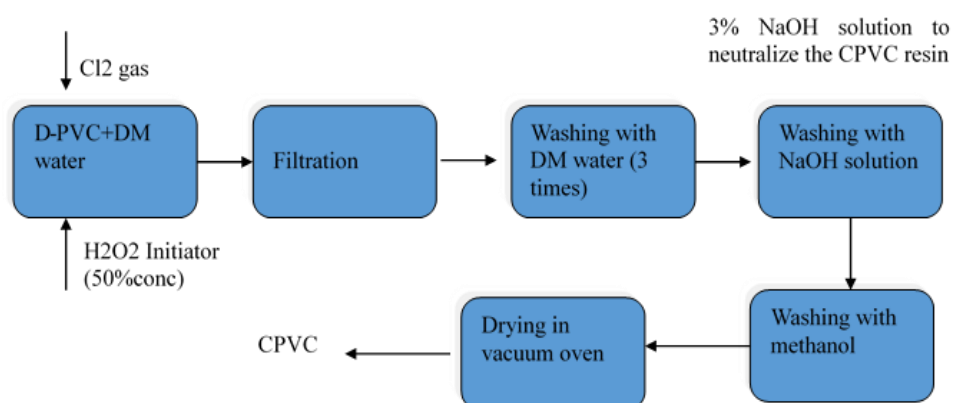 3% NaOH solution to
neutralize the CPVC resin
Cl2 gas
D-PVC+DM
water
Filtration
Washing with
DM water (3
times)
Washing with
NaOH solution
H2O2 Initiator
(50%conc)
Washing with
methanol
Drying in
vacuum oven
CPVC